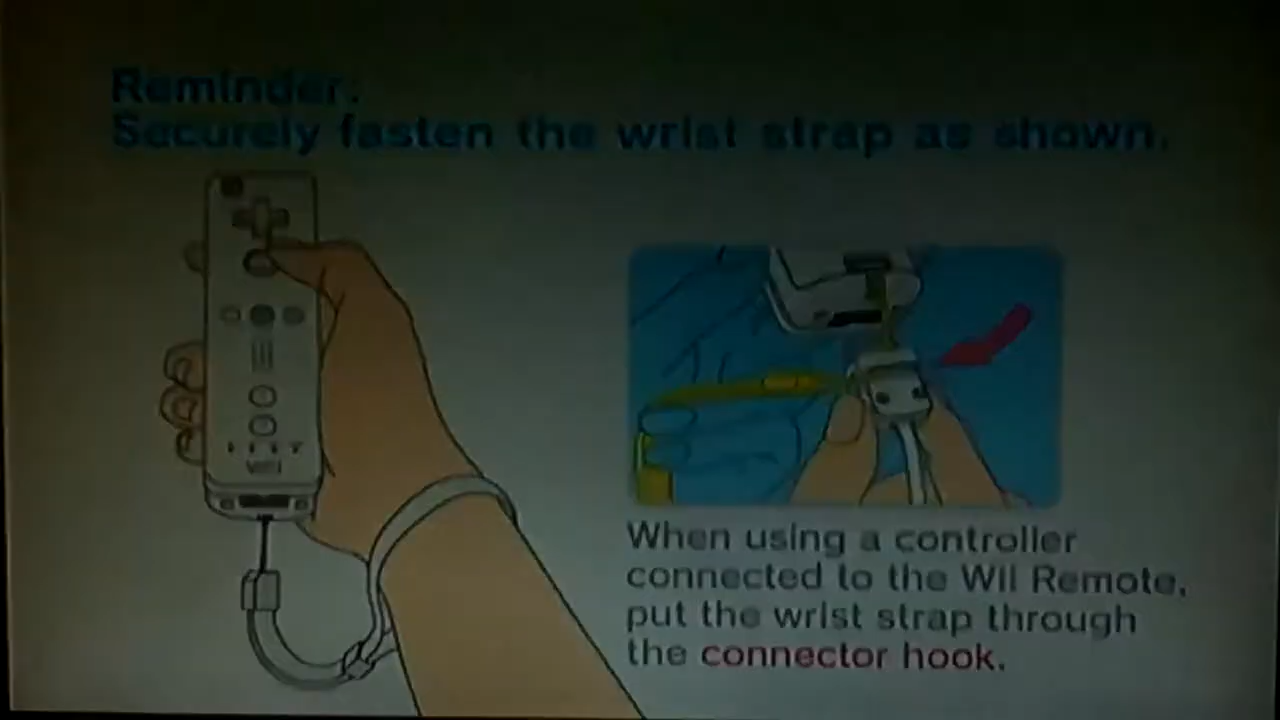 Reminder:
Securely fasten the wrist strap as shown.
Wii
When using a controller
connected to the Wii Remote,
put the wrist strap through
the connector hook.